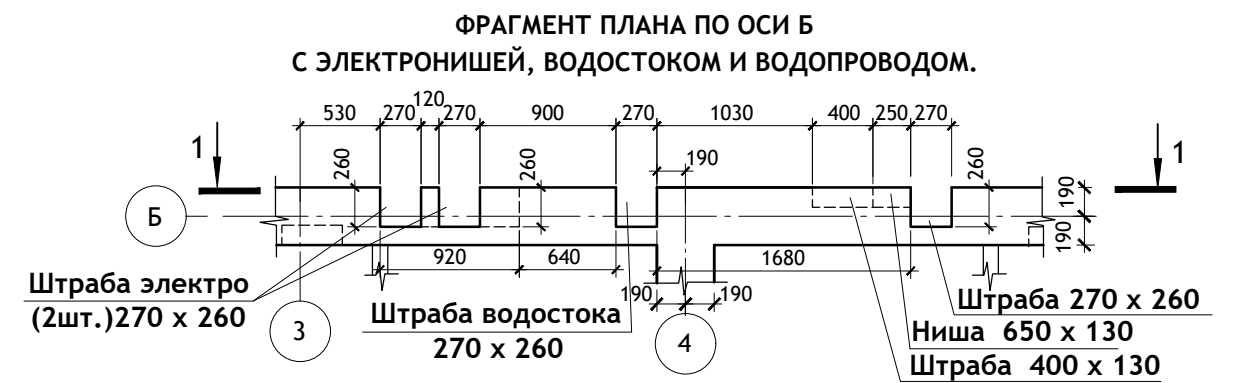 ФРАГМЕНТ ПЛАНА ПО ОСИ Б
С ЭЛЕКТРОНИШЕЙ, ВОДОСТОКОМ И ВОДОПРОВОДОМ.
530 270 120 270 900 270 1030 400 250 270
1 190 1
260 260 260 190
Б
190
920 640 1680
190 190
Штраба электро
(2шт.)270 х 260
3
Штраба водостока
270 х 260
4
Штраба 270 х 260
Ниша 650 х 130
Штраба 400 х 130